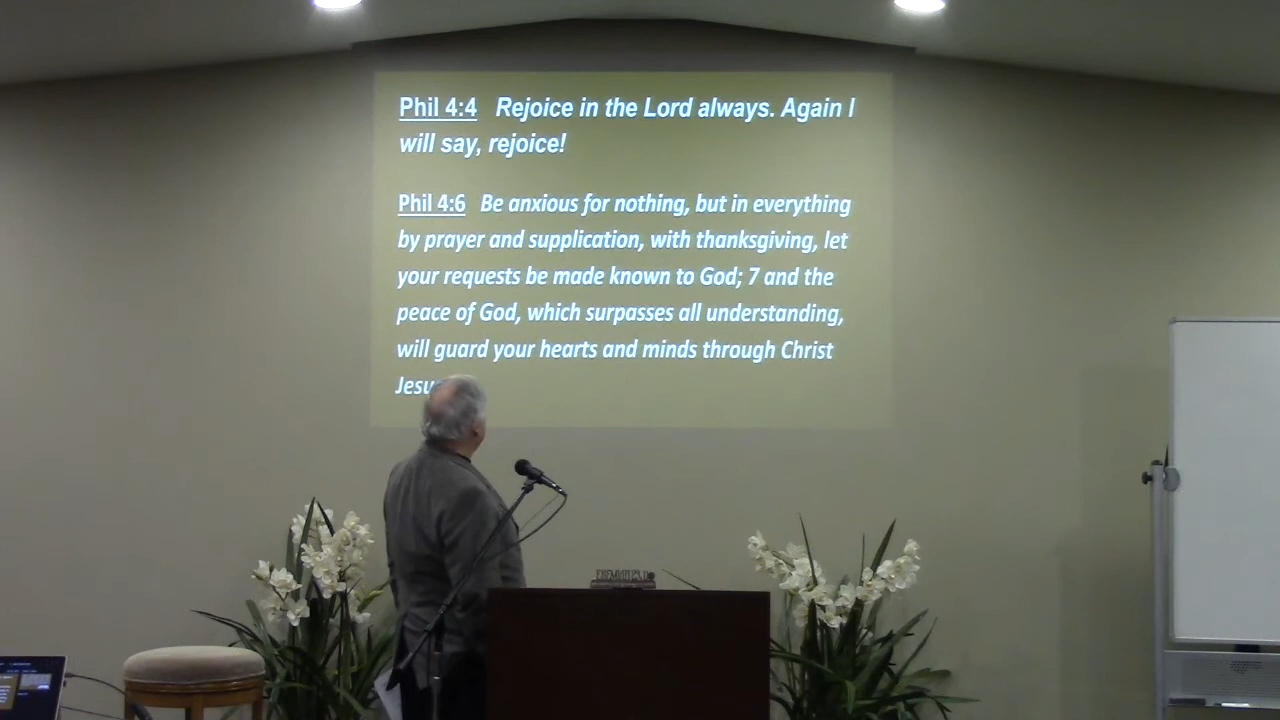 Phil 4:4 Rejoice in the Lord always. Again I
will say, rejoice!
Phil 4:6 Be anxious for nothing, but in everything
by prayer and supplication, with thanksgiving, let
your requests be made known to God; 7 and the
peace of God, which surpasses all understanding,
will guard your hearts and minds through Christ
Jesu